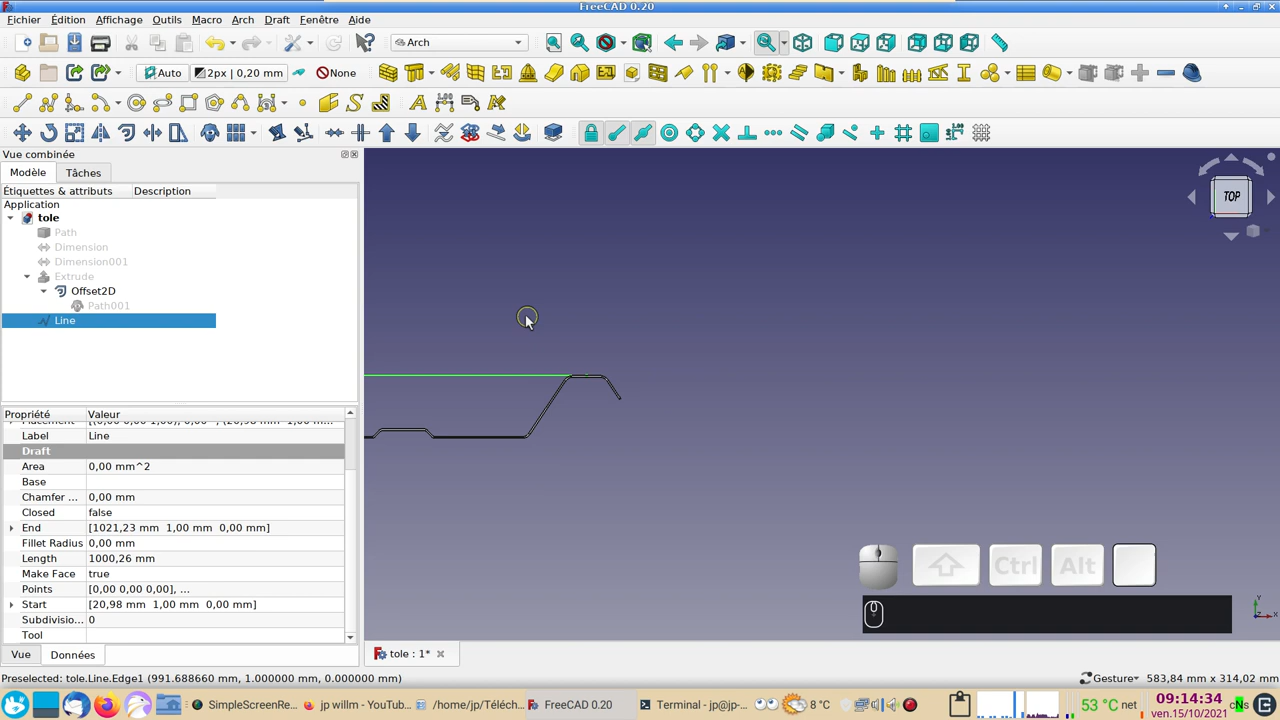 FreeCAD 0.20
Fichier Édition Affichage Outils Macro Arch Draft Fenêtre Aide
Arch
Auto 2px | 0,20 mm None
Vue combinée
Modèle Tâches
Étiquettes & attributs Description
Application
tole
Path
Dimension
Dimension001
Extrude
Offset2D
Path001
Line
TOP
Propriété Valeur
Label Line
Draft
Area 0,00 mm^2
Base
Chamfer ... 0,00 mm
Closed false
End [1021,23 mm 1,00 mm 0,00 mm]
Fillet Radius 0,00 mm
Length 1000,26 mm
Make Face true
Points [0,00 0,00 0,00], ...
Start [20,98 mm 1,00 mm 0,00 mm]
Subdivisio... 0
Tool
Ctrl Alt
Vue Données
tole : 1*
Preselected: tole.Line.Edge1 (991.688660 mm, 1.000000 mm, 0.000000 mm)
Gesture 583,84 mm x 314,02 mm
SimpleScreenRe... jp willm - YouTub... /home/jp/Téléch... FreeCAD 0.20 Terminal - jp@jp-... 8°C
53 °C net
09:14:34
ven.15/10/2021